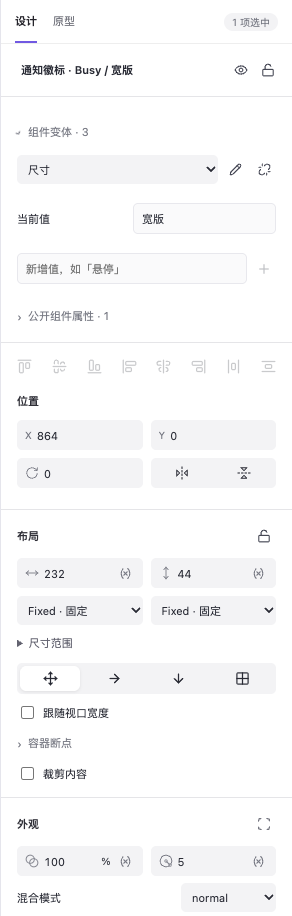 设计 原型 1 项选中
通知徽标 · Busy / 宽版
组件变体 · 3
尺寸
当前值 宽版
新增值，如「悬停」
公开组件属性 · 1
位置
X 864 Y 0
0
布局
232 (x) 44 (x)
Fixed · 固定 Fixed · 固定
尺寸范围
跟随视口宽度
容器断点
裁剪内容
外观
100 % (x) 5 (x)
混合模式 normal